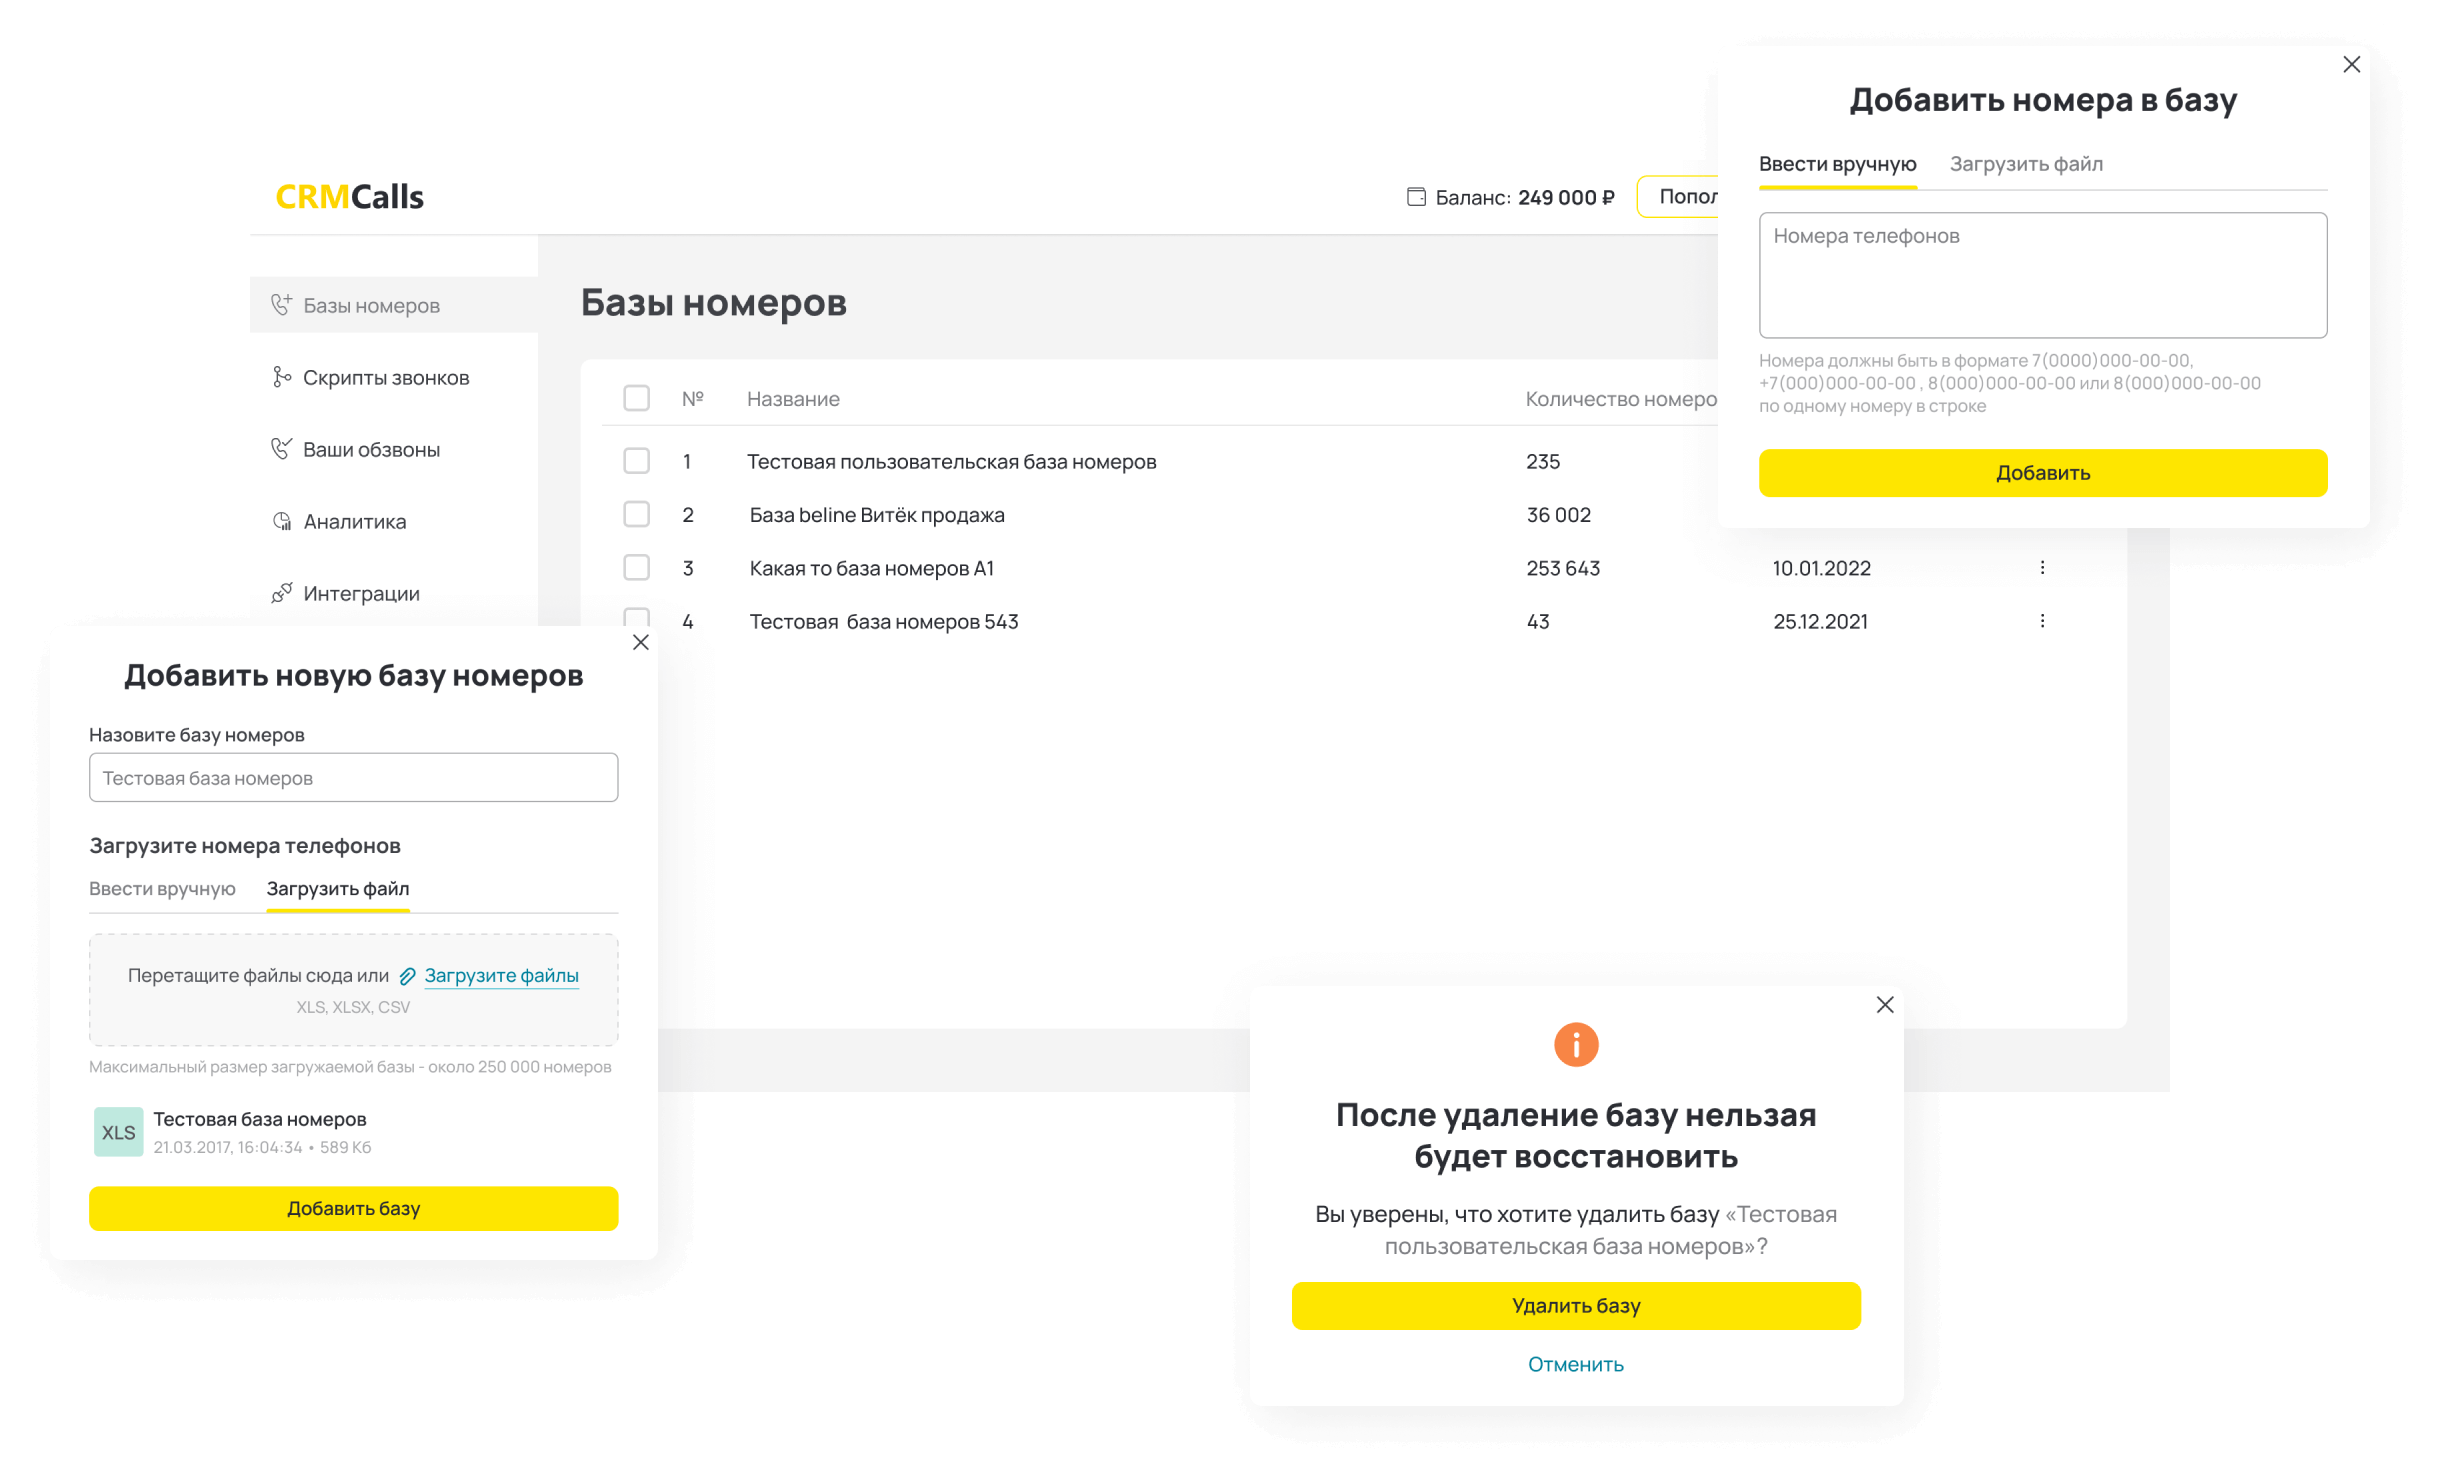 CRMCalls
Баланс: 249 000 ₽
Базы номеров
Скрипты звонков
Ваши обзвоны
Аналитика
Интеграции
Базы номеров
№ Название Количество
1 Тестовая пользовательская база номеров 235
2 База beline Витёк продажа 36 002
3 Какая то база номеров А1 253 643 10.01.2022
4 Тестовая база номеров 543 43 25.12.2021
Добавить номера в базу
Ввести вручную Загрузить файл
Номера телефонов
Номера должны быть в формате 7(0000)000-00-00,
+7(000)000-00-00 , 8(000)000-00-00 или 8(000)000-00-00
по одному номеру в строке
Добавить
Добавить новую базу номеров
Назовите базу номеров
Тестовая база номеров
Загрузите номера телефонов
Ввести вручную Загрузить файл
Перетащите файлы сюда или Загрузите файлы
XLS, XLSX, CSV
Максимальный размер загружаемой базы - около 250 000 номеров
XLS
Тестовая база номеров
21.03.2017, 16:04:34 • 589 Кб
Добавить базу
После удаление базу нельзая
будет восстановить
Вы уверены, что хотите удалить базу «Тестовая
пользовательская база номеров»?
Удалить базу
Отменить